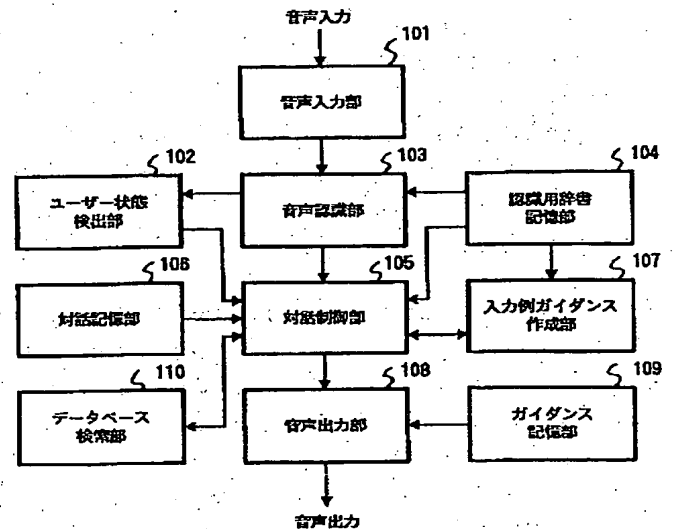 音声入力
101
音声入力部
102
103
104
ユーザー状態
検出部
音声認識部
認識用辞書
記憶部
106
105
107
対話記憶部
対話制御部
入力例ガイダンス
作成部
110
108
109
データベース
検索部
音声出力部
ガイダンス
記憶部
音声出力